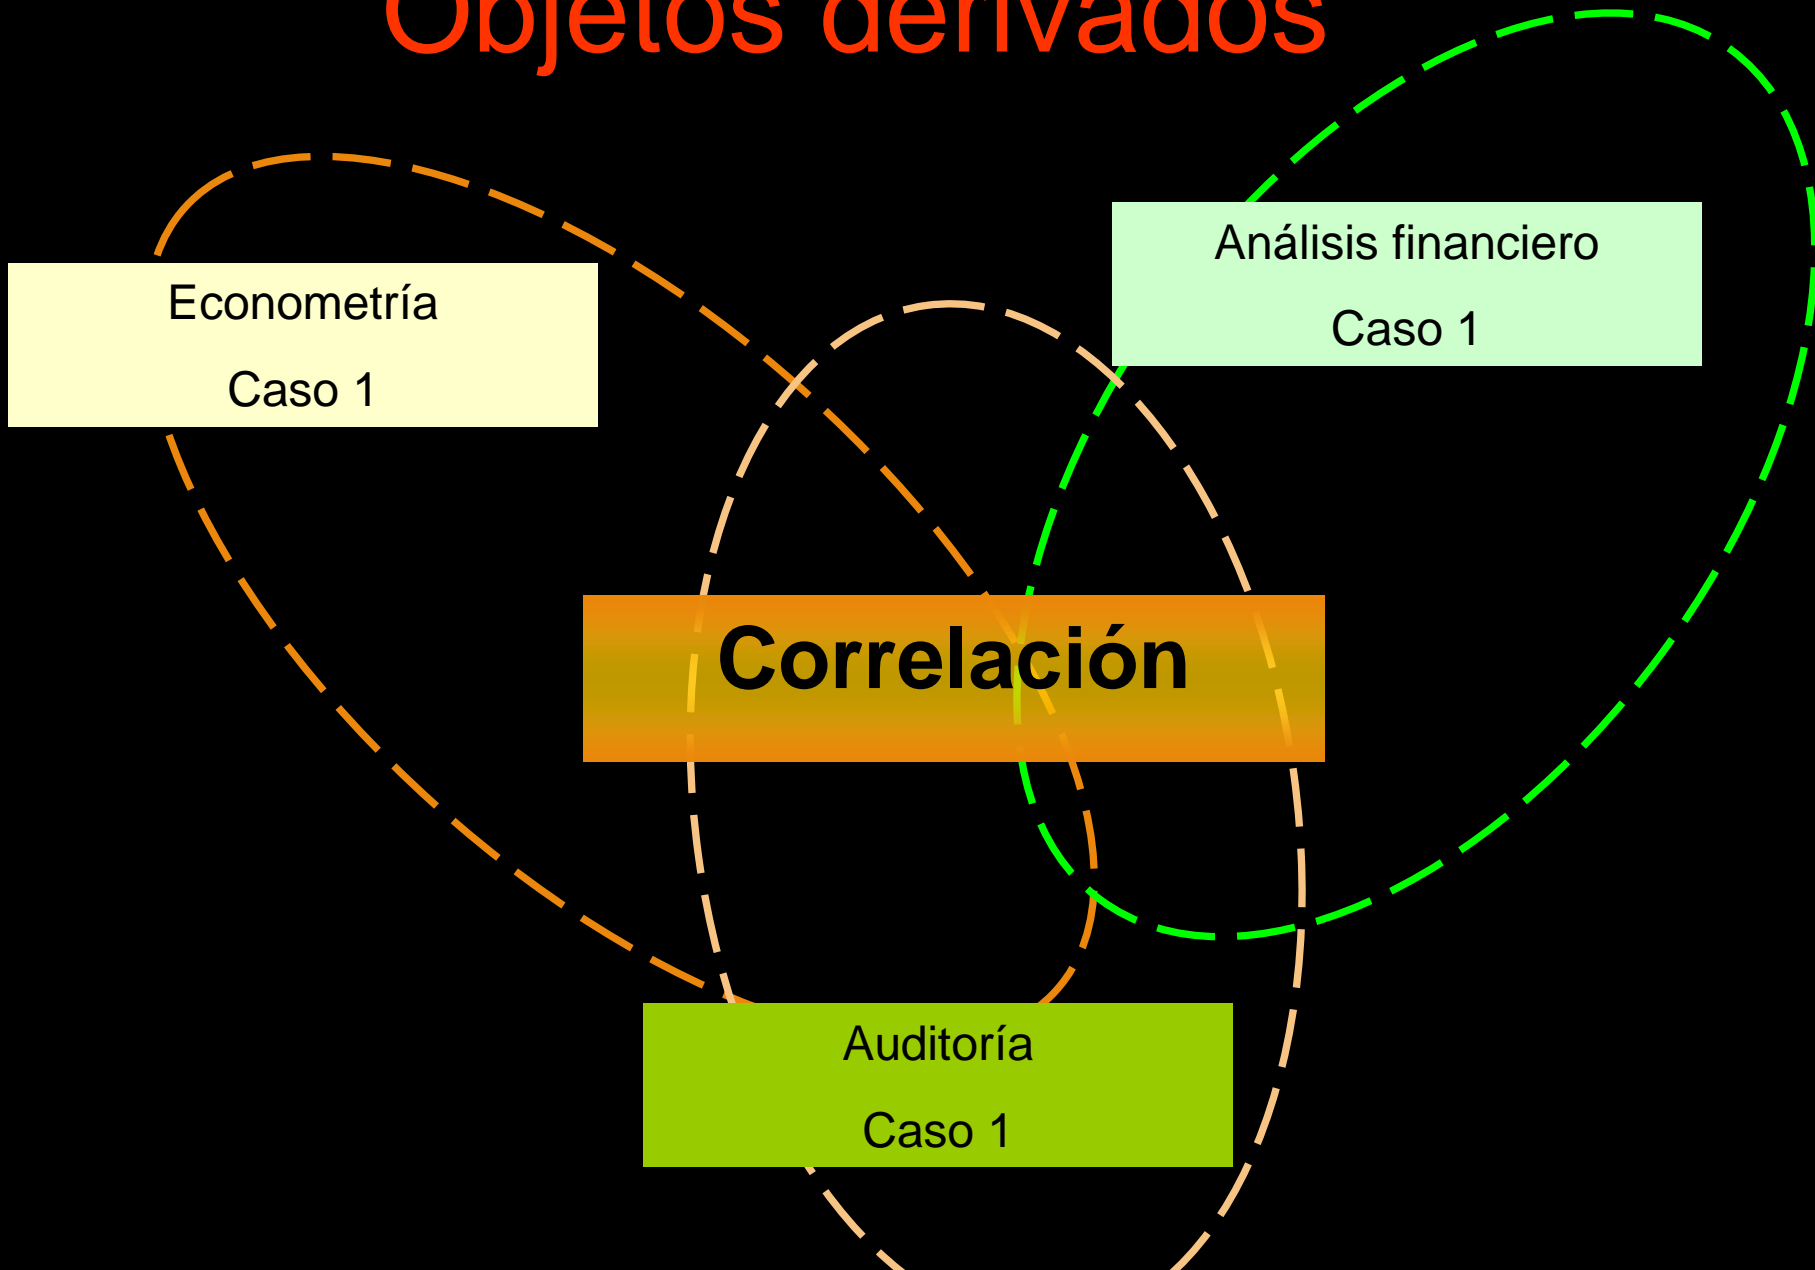 Objetos derivados
Econometría
Caso 1
Análisis financiero
Caso 1
Correlación
Auditoría
Caso 1